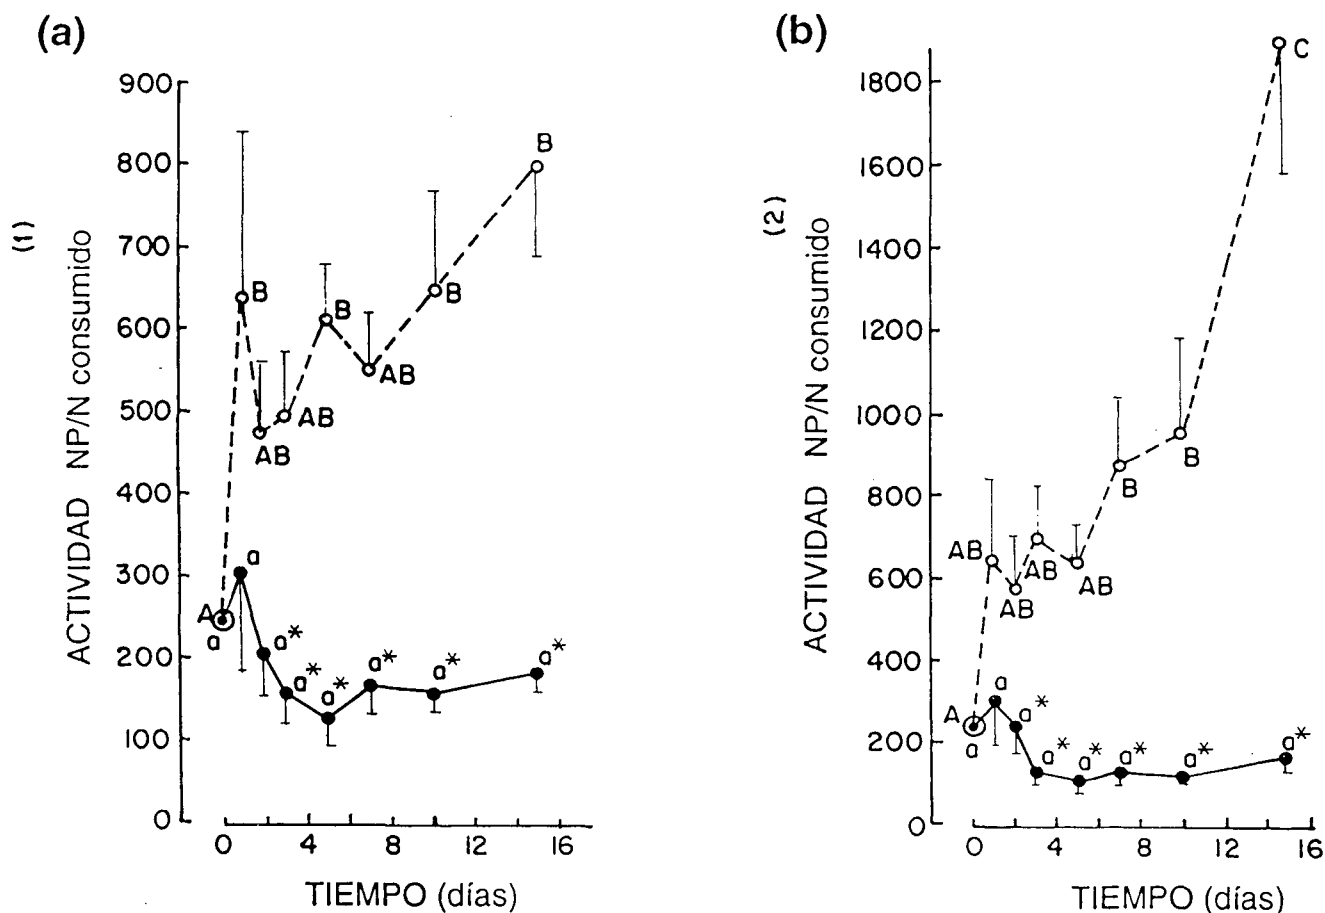 (a)
(1)
ACTIVIDAD NP/N consumido
900
800
700
600
500
400
300
200
100
0
B
B
AB
AB
B
AB
B
B
A
a
a
a*
a*
a*
a*
a*
a*
0 4 8 12 16
TIEMPO (días)
(b)
(2)
ACTIVIDAD NP/N consumido
1800
1600
1400
1200
1000
800
600
400
200
0
C
AB
AB
AB
AB
B
B
A
a
a
a*
a*
a*
a*
a*
a*
0 4 8 12 16
TIEMPO (días)